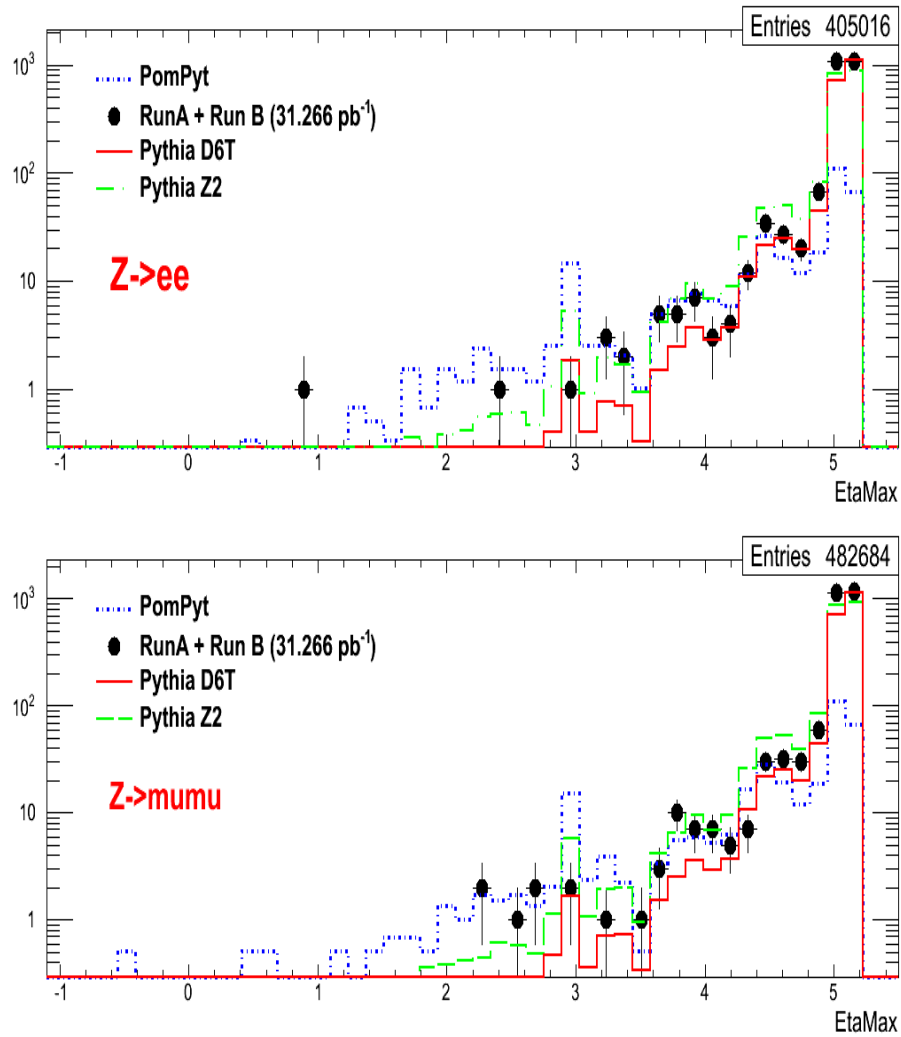 Entries 405016
10³
10²
10
1
PomPyt
RunA + Run B (31.266 pb⁻¹)
Pythia D6T
Pythia Z2
Z->ee
-1 0 1 2 3 4 5
EtaMax
Entries 482684
10³
10²
10
1
PomPyt
RunA + Run B (31.266 pb⁻¹)
Pythia D6T
Pythia Z2
Z->mumu
-1 0 1 2 3 4 5
EtaMax